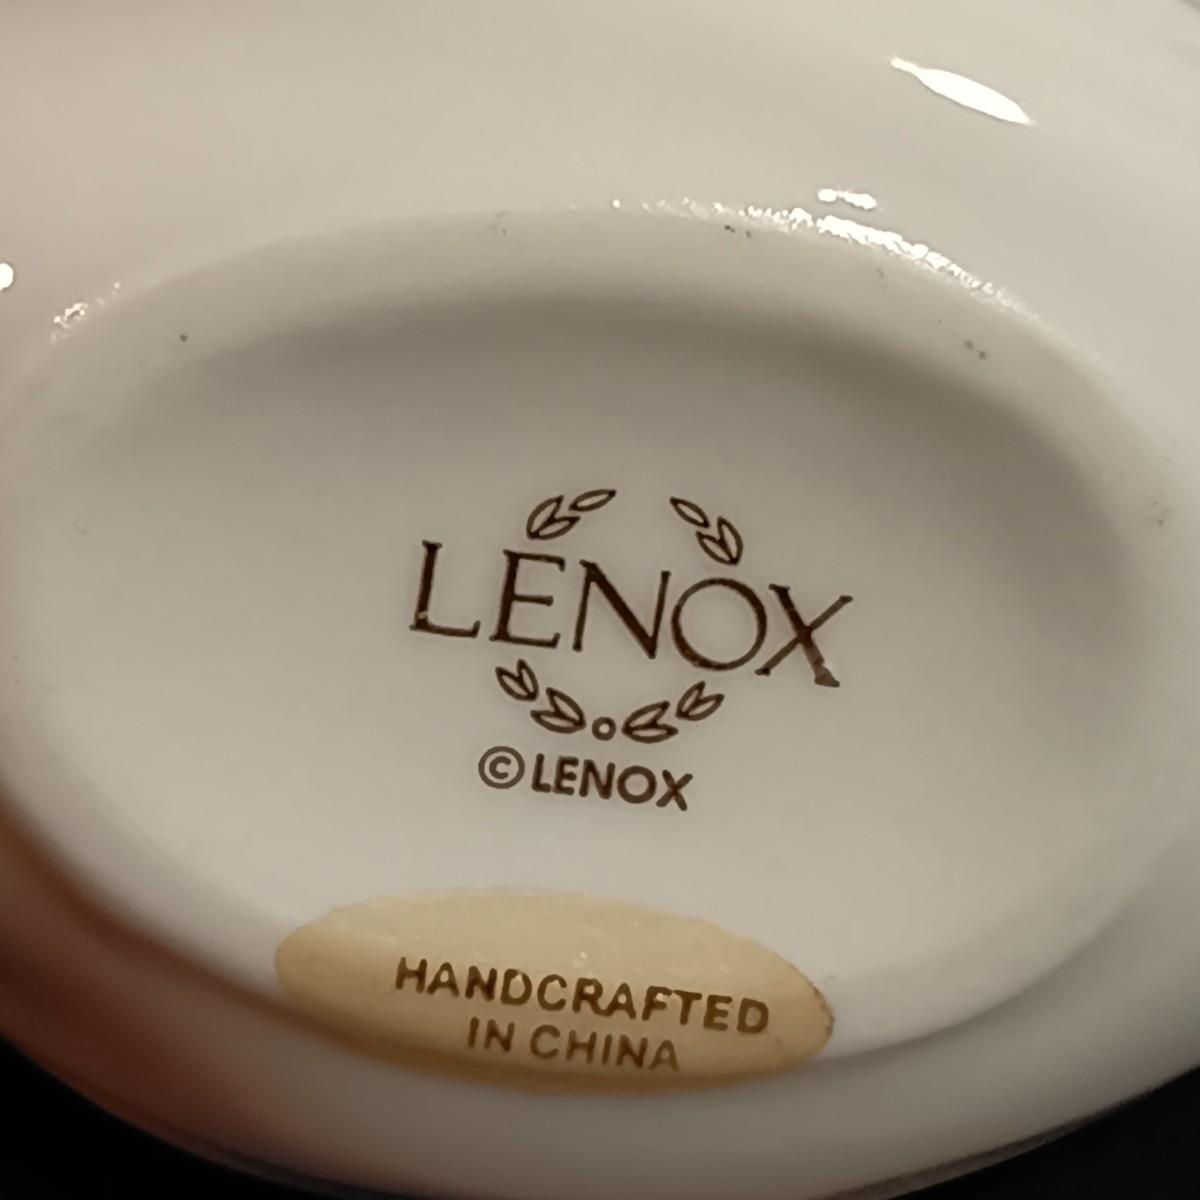 LENOX
©LENOX
HANDCRAFTED
IN CHINA